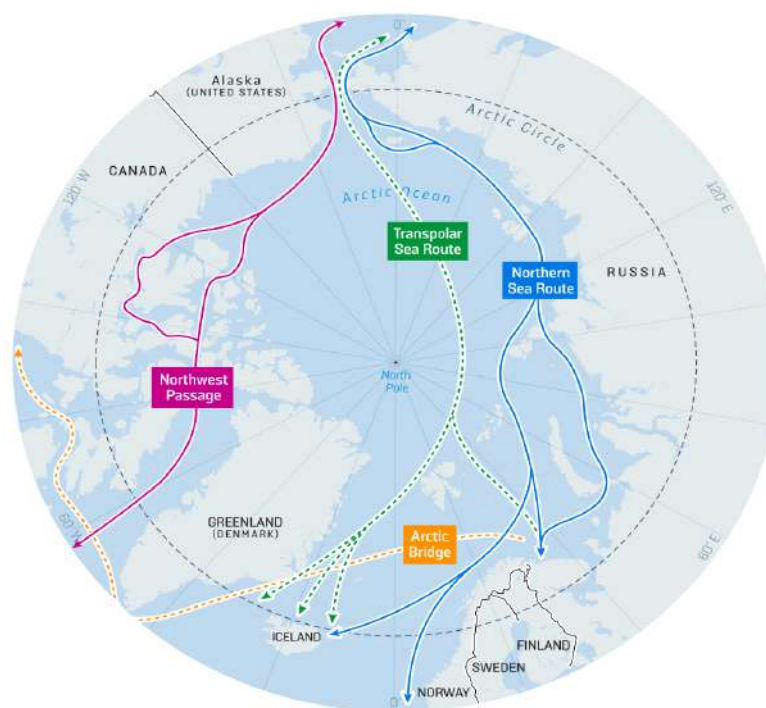 0°
Alaska
(UNITED STATES)
Arctic Circle
CANADA
120°W
Arctic Ocean
120°E
Transpolar
Sea Route
Northern
Sea Route
RUSSIA
North
Pole
Northwest
Passage
60°W
GREENLAND
(DENMARK)
Arctic
Bridge
60°E
ICELAND
FINLAND
SWEDEN
NORWAY
0°